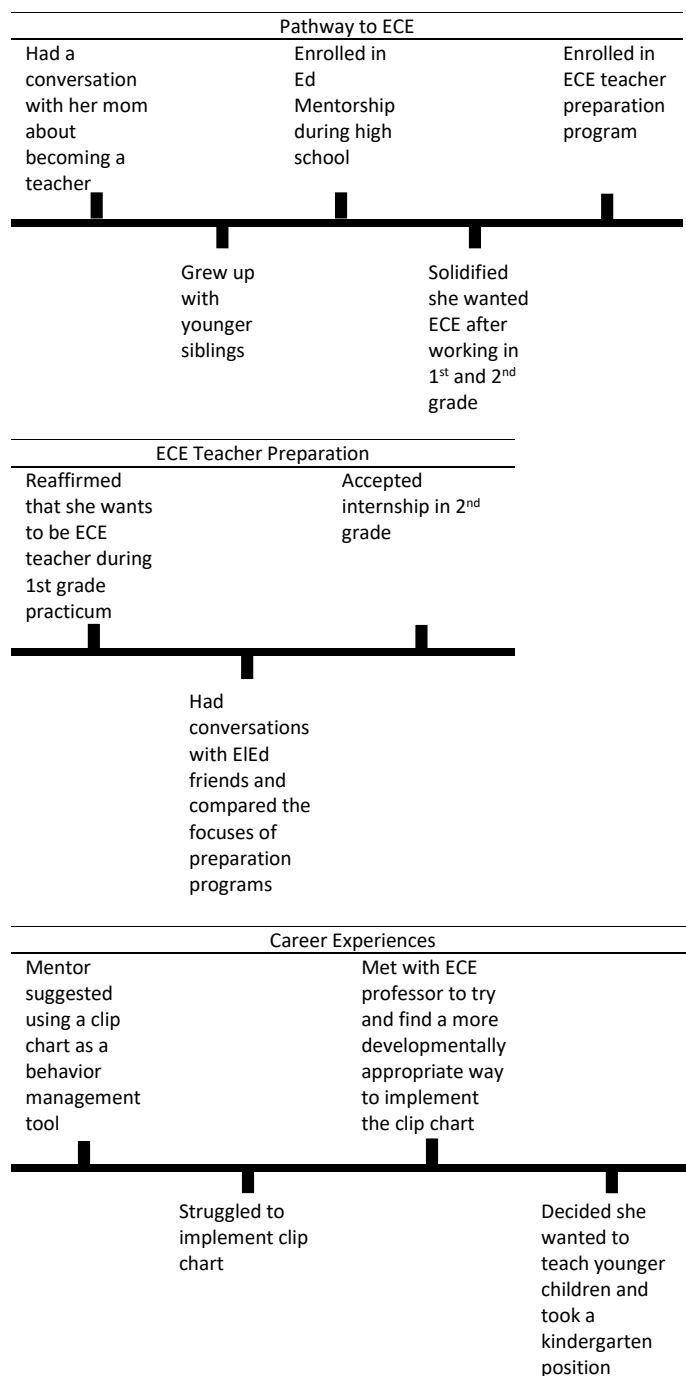 Pathway to ECE
Had a
conversation
with her mom
about
becoming a
teacher
Grew up
with
younger
siblings
Enrolled in
Ed
Mentorship
during high
school
Solidified
she wanted
ECE after
working in
1st and 2nd
grade
Enrolled in
ECE teacher
preparation
program
ECE Teacher Preparation
Reaffirmed
that she wants
to be ECE
teacher during
1st grade
practicum
Had
conversations
with ElEd
friends and
compared the
focuses of
preparation
programs
Accepted
internship in 2nd
grade
Career Experiences
Mentor
suggested
using a clip
chart as a
behavior
management
tool
Struggled to
implement clip
chart
Met with ECE
professor to try
and find a more
developmentally
appropriate way
to implement
the clip chart
Decided she
wanted to
teach younger
children and
took a
kindergarten
position